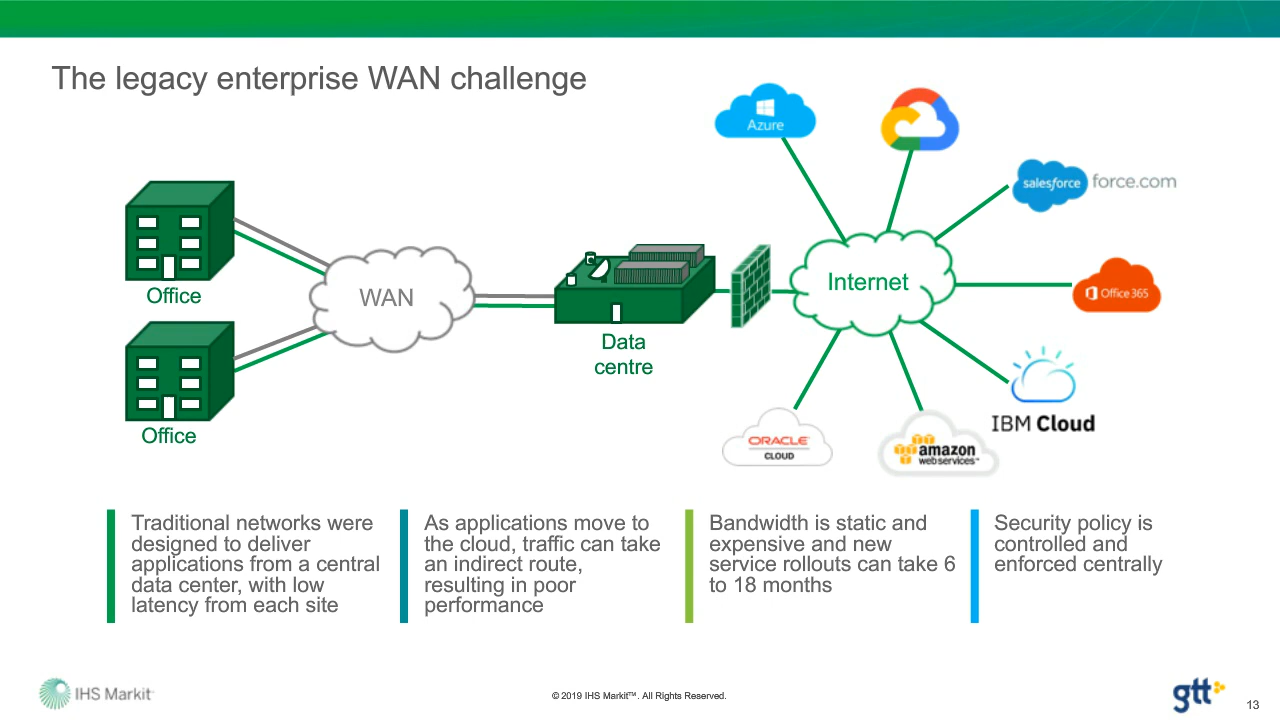 The legacy enterprise WAN challenge
Azure
salesforce
force.com
Office
WAN
Internet
Office 365
Data
centre
Office
IBM Cloud
ORACLE
CLOUD
amazon
webservices™
Traditional networks were
designed to deliver
applications from a central
data center, with low
latency from each site
As applications move to
the cloud, traffic can take
an indirect route,
resulting in poor
performance
Bandwidth is static and
expensive and new
service rollouts can take 6
to 18 months
Security policy is
controlled and
enforced centrally
IHS Markit™
© 2019 IHS Markit™. All Rights Reserved.
gtt
13